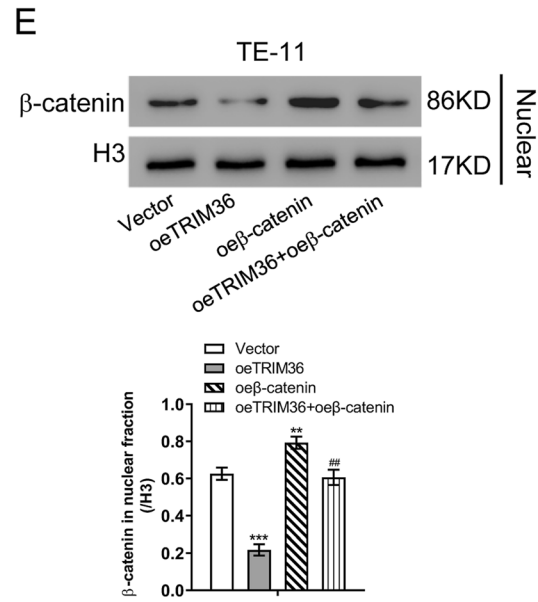 E
TE-11
β-catenin 86KD
H3 17KD
Nuclear
Vector
oeTRIM36
oeβ-catenin
oeTRIM36+oeβ-catenin
Vector
oeTRIM36
oeβ-catenin
oeTRIM36+oeβ-catenin
β-catenin in nuclear fraction
(/H3)
1.0
0.8
0.6
0.4
0.2
0.0
***
**
##